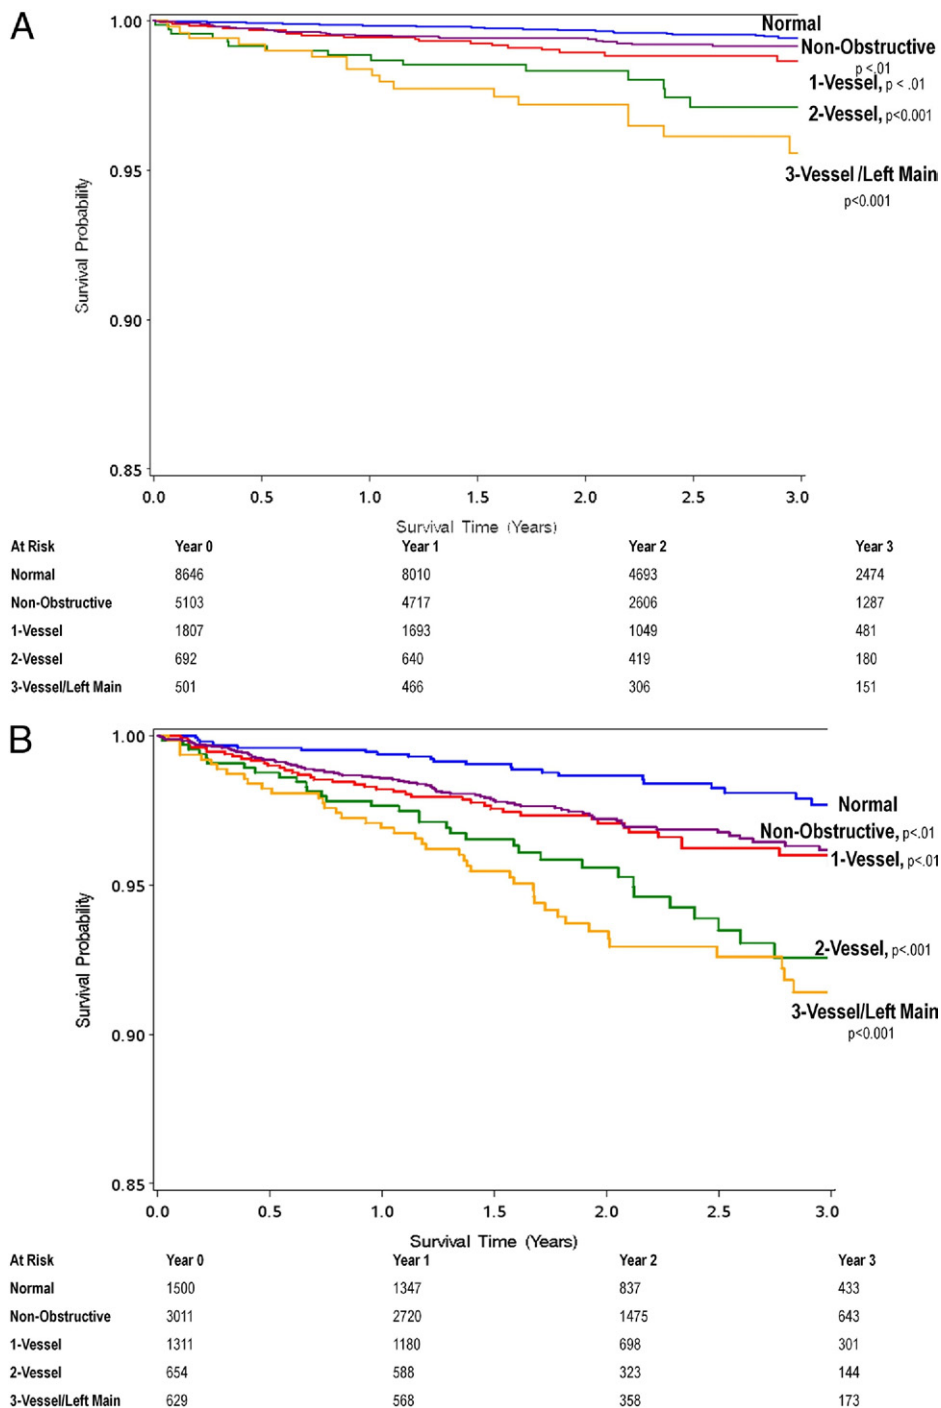 A
1.00
0.95
0.90
0.85
Survival Probability
Normal
Non-Obstructive
p <.01
1-Vessel, p < .01
2-Vessel, p<0.001
3-Vessel /Left Main
p<0.001
0.0 0.5 1.0 1.5 2.0 2.5 3.0
Survival Time (Years)
At Risk Year 0 Year 1 Year 2 Year 3
Normal 8646 8010 4693 2474
Non-Obstructive 5103 4717 2606 1287
1-Vessel 1807 1693 1049 481
2-Vessel 692 640 419 180
3-Vessel/Left Main 501 466 306 151
B
1.00
0.95
0.90
0.85
Survival Probability
Normal
Non-Obstructive, p<.01
1-Vessel, p<.01
2-Vessel, p<.001
3-Vessel/Left Main
p<0.001
0.0 0.5 1.0 1.5 2.0 2.5 3.0
Survival Time (Years)
At Risk Year 0 Year 1 Year 2 Year 3
Normal 1500 1347 837 433
Non-Obstructive 3011 2720 1475 643
1-Vessel 1311 1180 698 301
2-Vessel 654 588 323 144
3-Vessel/Left Main 629 568 358 173